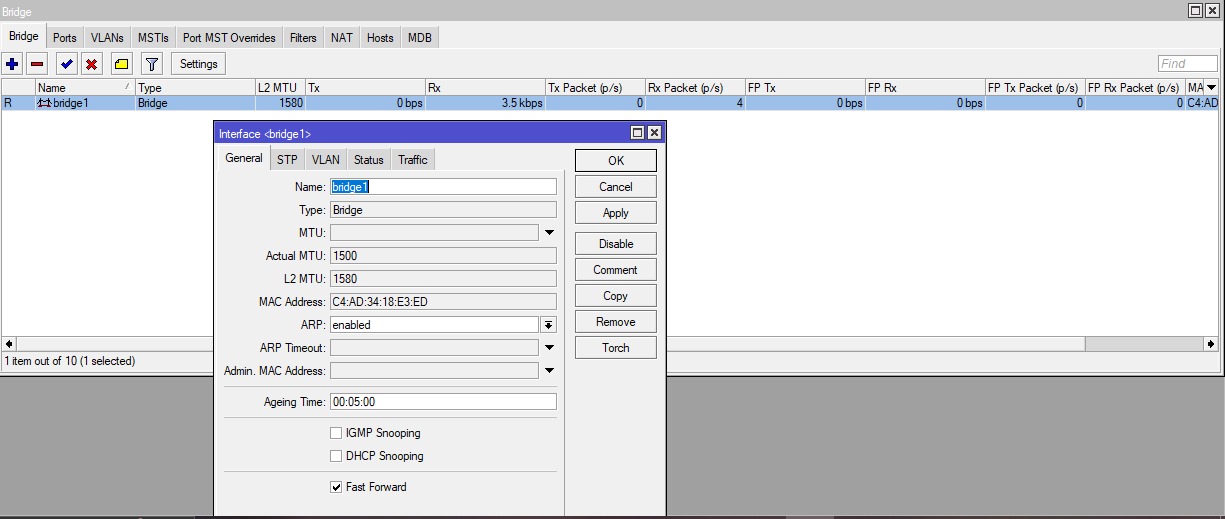 Bridge
Bridge Ports VLANs MSTIs Port MST Overrides Filters NAT Hosts MDB
Settings Find
Name / Type L2 MTU Tx Rx Tx Packet (p/s) Rx Packet (p/s) FP Tx FP Rx FP Tx Packet (p/s) FP Rx Packet (p/s) MA
R bridge1 Bridge 1580 0 bps 3.5 kbps 0 4 0 bps 0 bps 0 0 C4:AD
Interface <bridge1>
General STP VLAN Status Traffic
OK
Name: bridge1
Cancel
Type: Bridge
Apply
MTU:
Disable
Actual MTU: 1500
Comment
L2 MTU: 1580
Copy
MAC Address: C4:AD:34:18:E3:ED
Remove
ARP: enabled
Torch
ARP Timeout:
1 item out of 10 (1 selected)
Admin. MAC Address:
Ageing Time: 00:05:00
IGMP Snooping
DHCP Snooping
Fast Forward